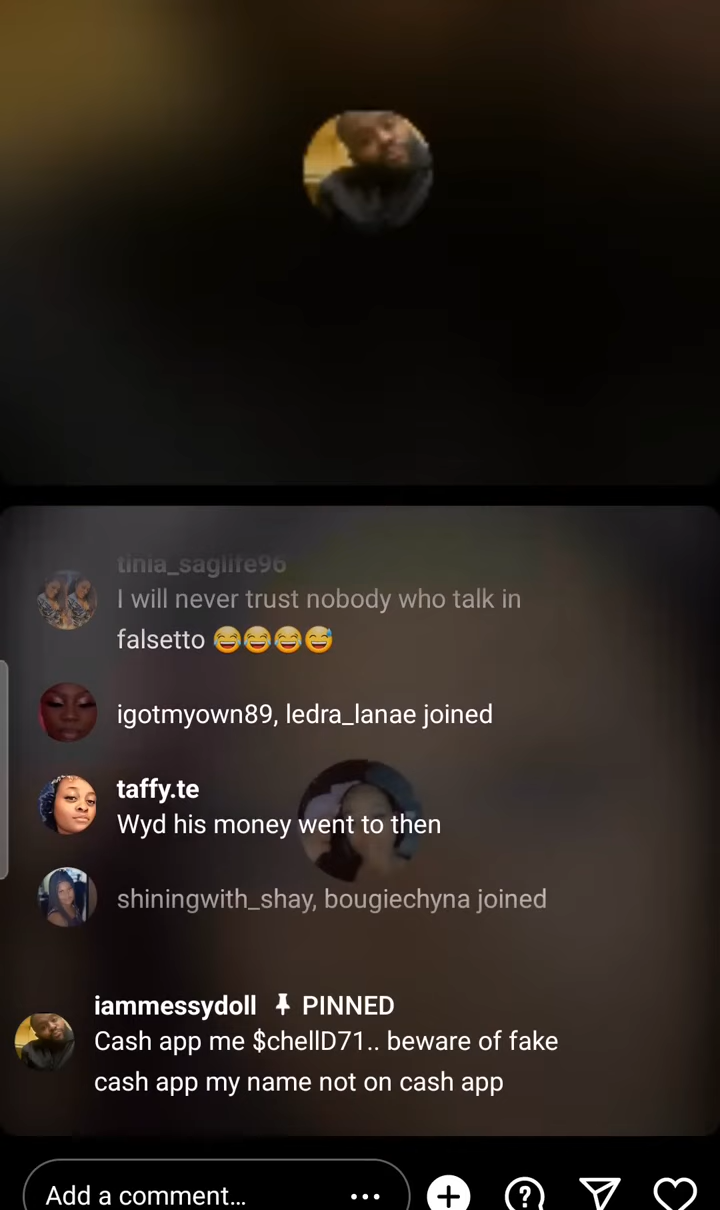 tinia_saglife96
I will never trust nobody who talk in
falsetto 😂😂😂😅
igotmyown89, ledra_lanae joined
taffy.te
Wyd his money went to then
shiningwith_shay, bougiechyna joined
iammessydoll 📌 PINNED
Cash app me $chellD71.. beware of fake
cash app my name not on cash app
Add a comment...